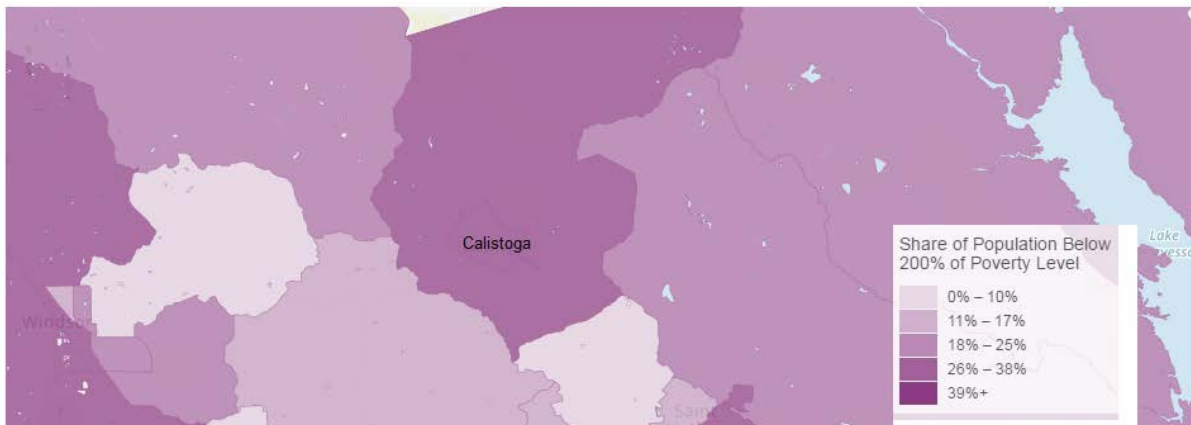 Calistoga
Share of Population Below
200% of Poverty Level
Lake
0% – 10%
11% – 17%
18% – 25%
26% – 38%
39%+
Windsor